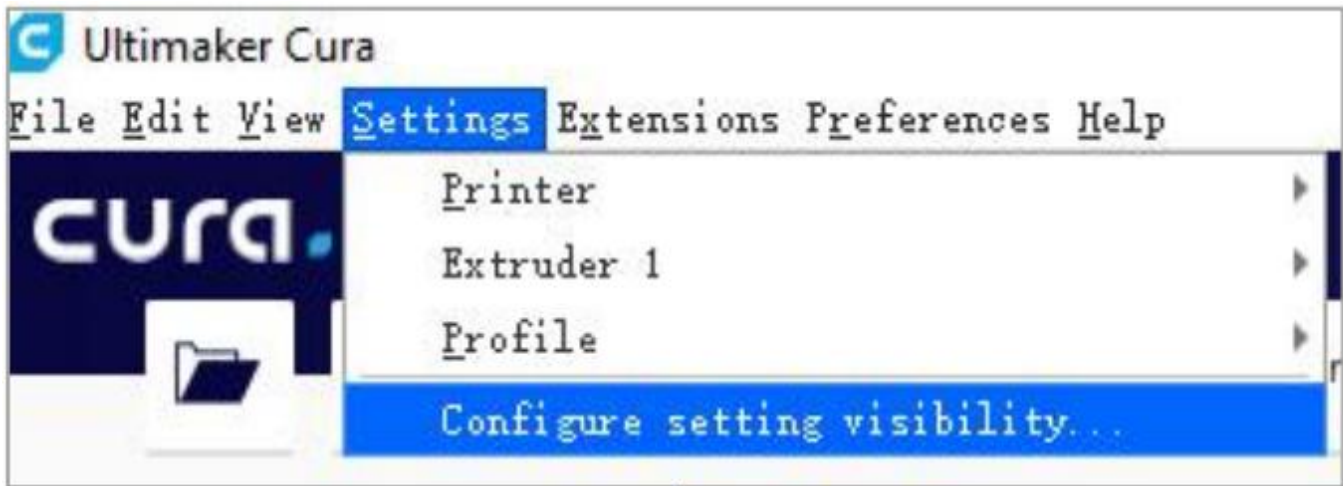 Ultimaker Cura
File Edit View Settings Extensions Preferences Help
cura.
Printer
Extruder 1
Profile
Configure setting visibility...